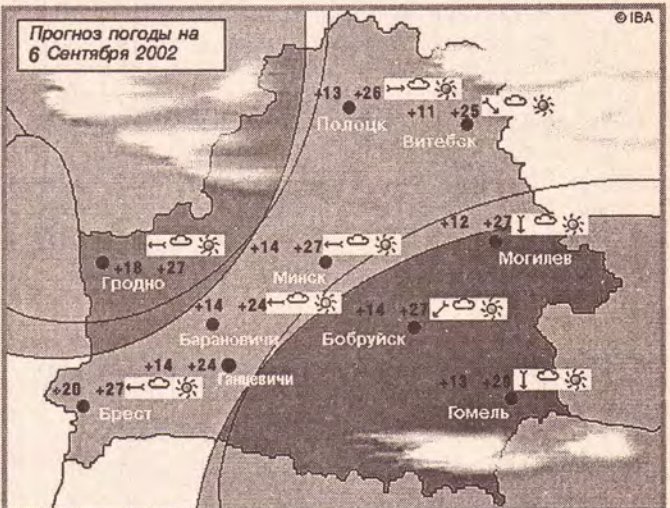 Прогноз погоды на
6 Сентября 2002
© IBA
+13 +26
Полоцк
+11 +25
Витебск
+12 +27
Могилев
+14 +27
Минск
+18 +27
Гродно
+14 +24
Барановичи
+14 +27
Бобруйск
+14 +24
Ганцевичи
+20 +27
Брест
+13
Гомель